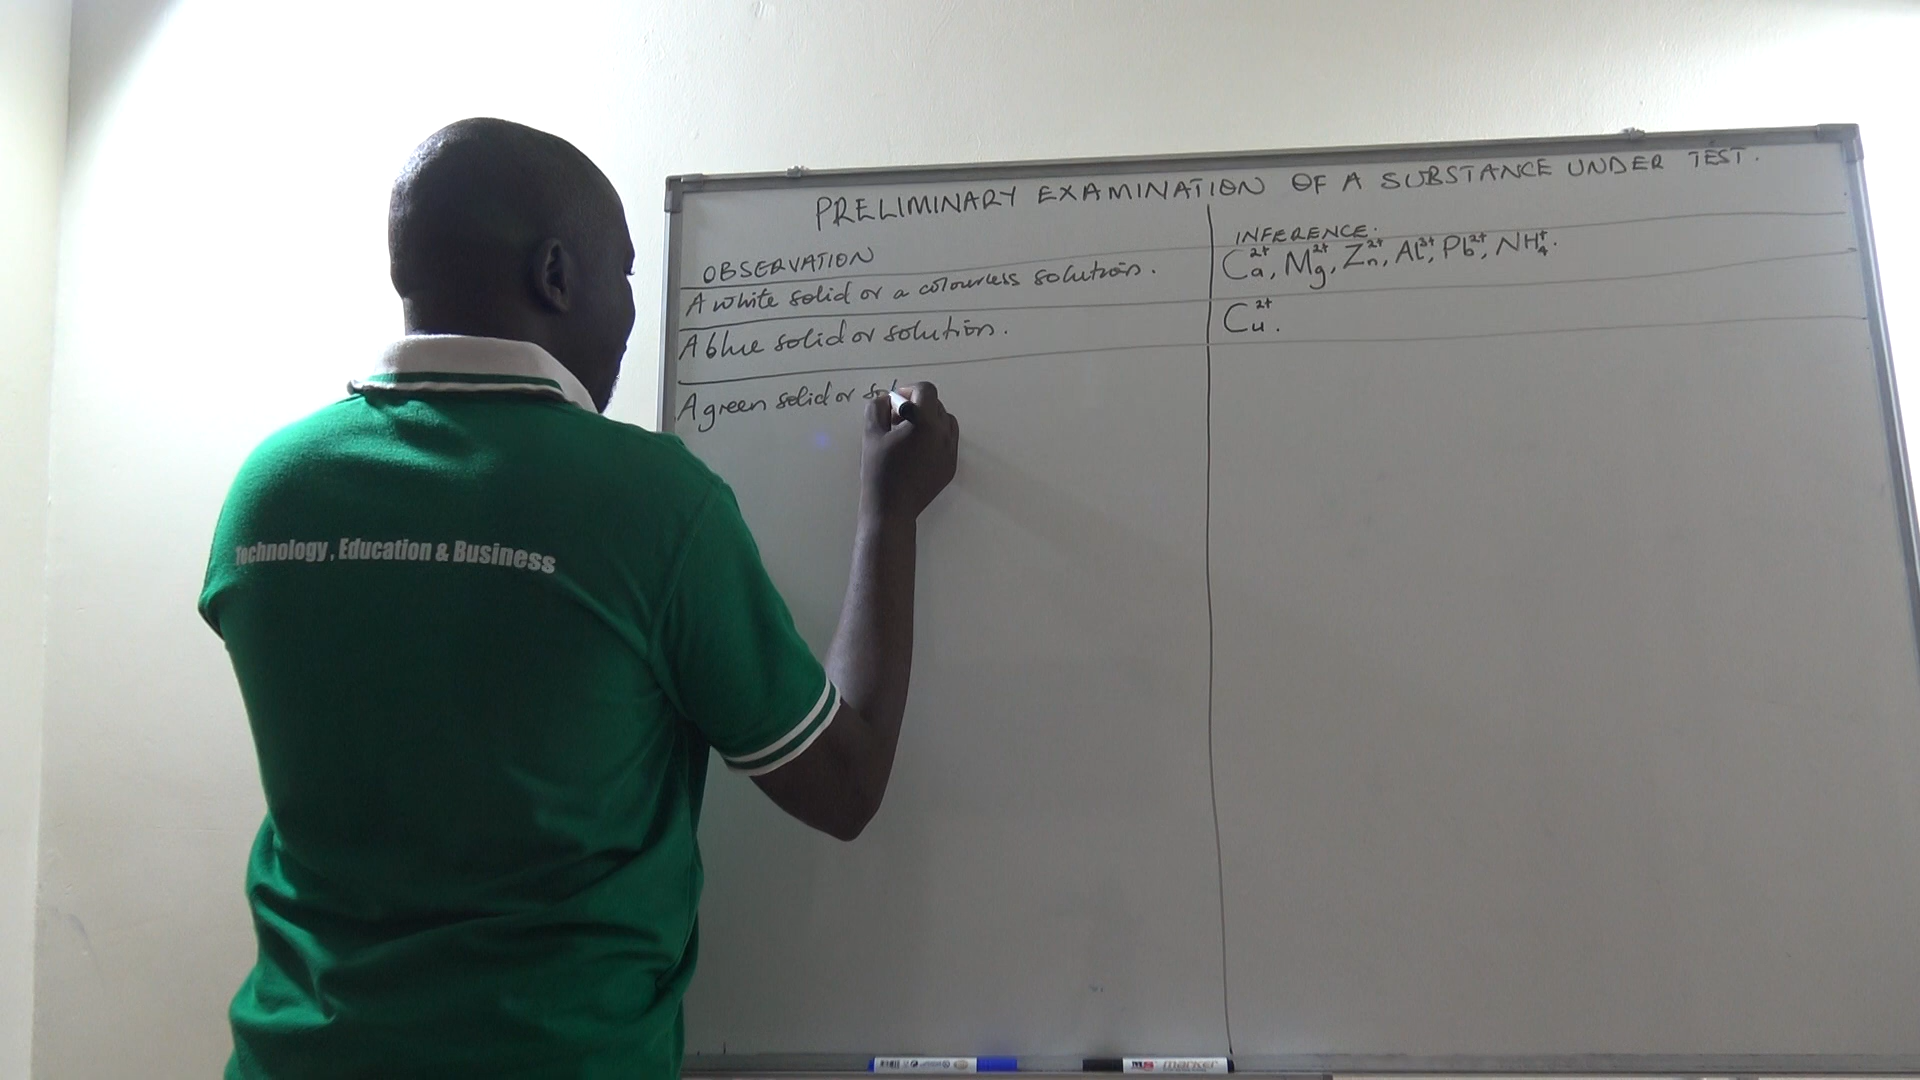 PRELIMINARY EXAMINATION OF A SUBSTANCE UNDER TEST.
OBSERVATION
INFERENCE.
A white solid or a colourless solution.
Ca²⁺, Mg²⁺, Zn²⁺, Al³⁺, Pb²⁺, NH₄⁺.
A blue solid or solution.
Cu²⁺.
A green solid or sol
Technology, Education & Business
marker